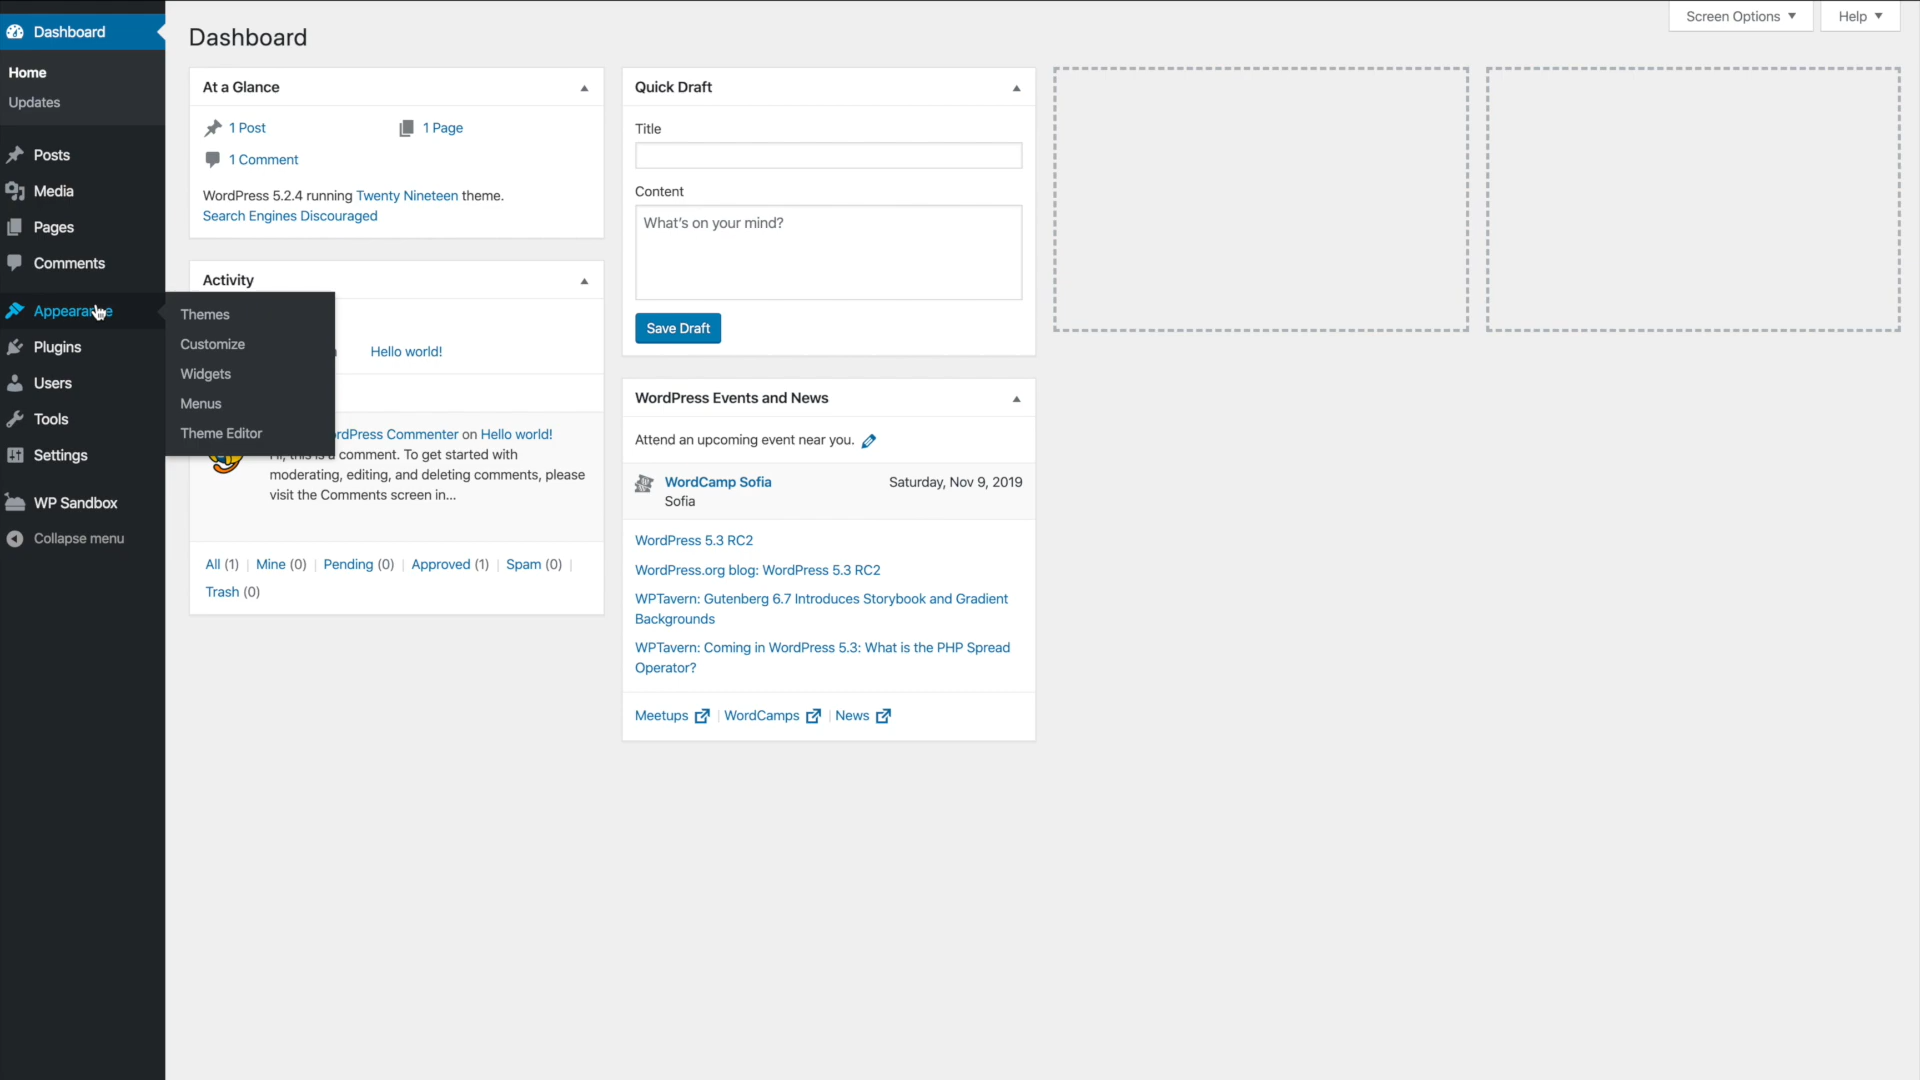 Dashboard
Home
Updates
Posts
Media
Pages
Comments
Appearance
Plugins
Users
Tools
Settings
WP Sandbox
Collapse menu
Themes
Customize
Widgets
Menus
Theme Editor
Screen Options
Help
Dashboard
At a Glance
1 Post
1 Page
1 Comment
WordPress 5.2.4 running Twenty Nineteen theme.
Search Engines Discouraged
Activity
Hello world!
rdPress Commenter on Hello world!
Hi, this is a comment. To get started with
moderating, editing, and deleting comments, please
visit the Comments screen in...
All (1) | Mine (0) | Pending (0) | Approved (1) | Spam (0) |
Trash (0)
Quick Draft
Title
Content
What's on your mind?
Save Draft
WordPress Events and News
Attend an upcoming event near you.
WordCamp Sofia
Saturday, Nov 9, 2019
Sofia
WordPress 5.3 RC2
WordPress.org blog: WordPress 5.3 RC2
WPTavern: Gutenberg 6.7 Introduces Storybook and Gradient
Backgrounds
WPTavern: Coming in WordPress 5.3: What is the PHP Spread
Operator?
Meetups | WordCamps | News